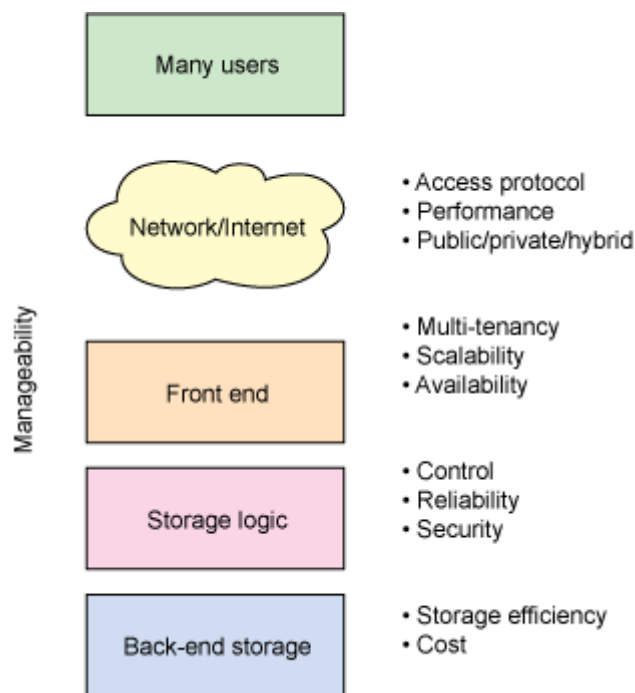 Many users
Network/Internet
• Access protocol
• Performance
• Public/private/hybrid
Manageability
Front end
• Multi-tenancy
• Scalability
• Availability
Storage logic
• Control
• Reliability
• Security
Back-end storage
• Storage efficiency
• Cost